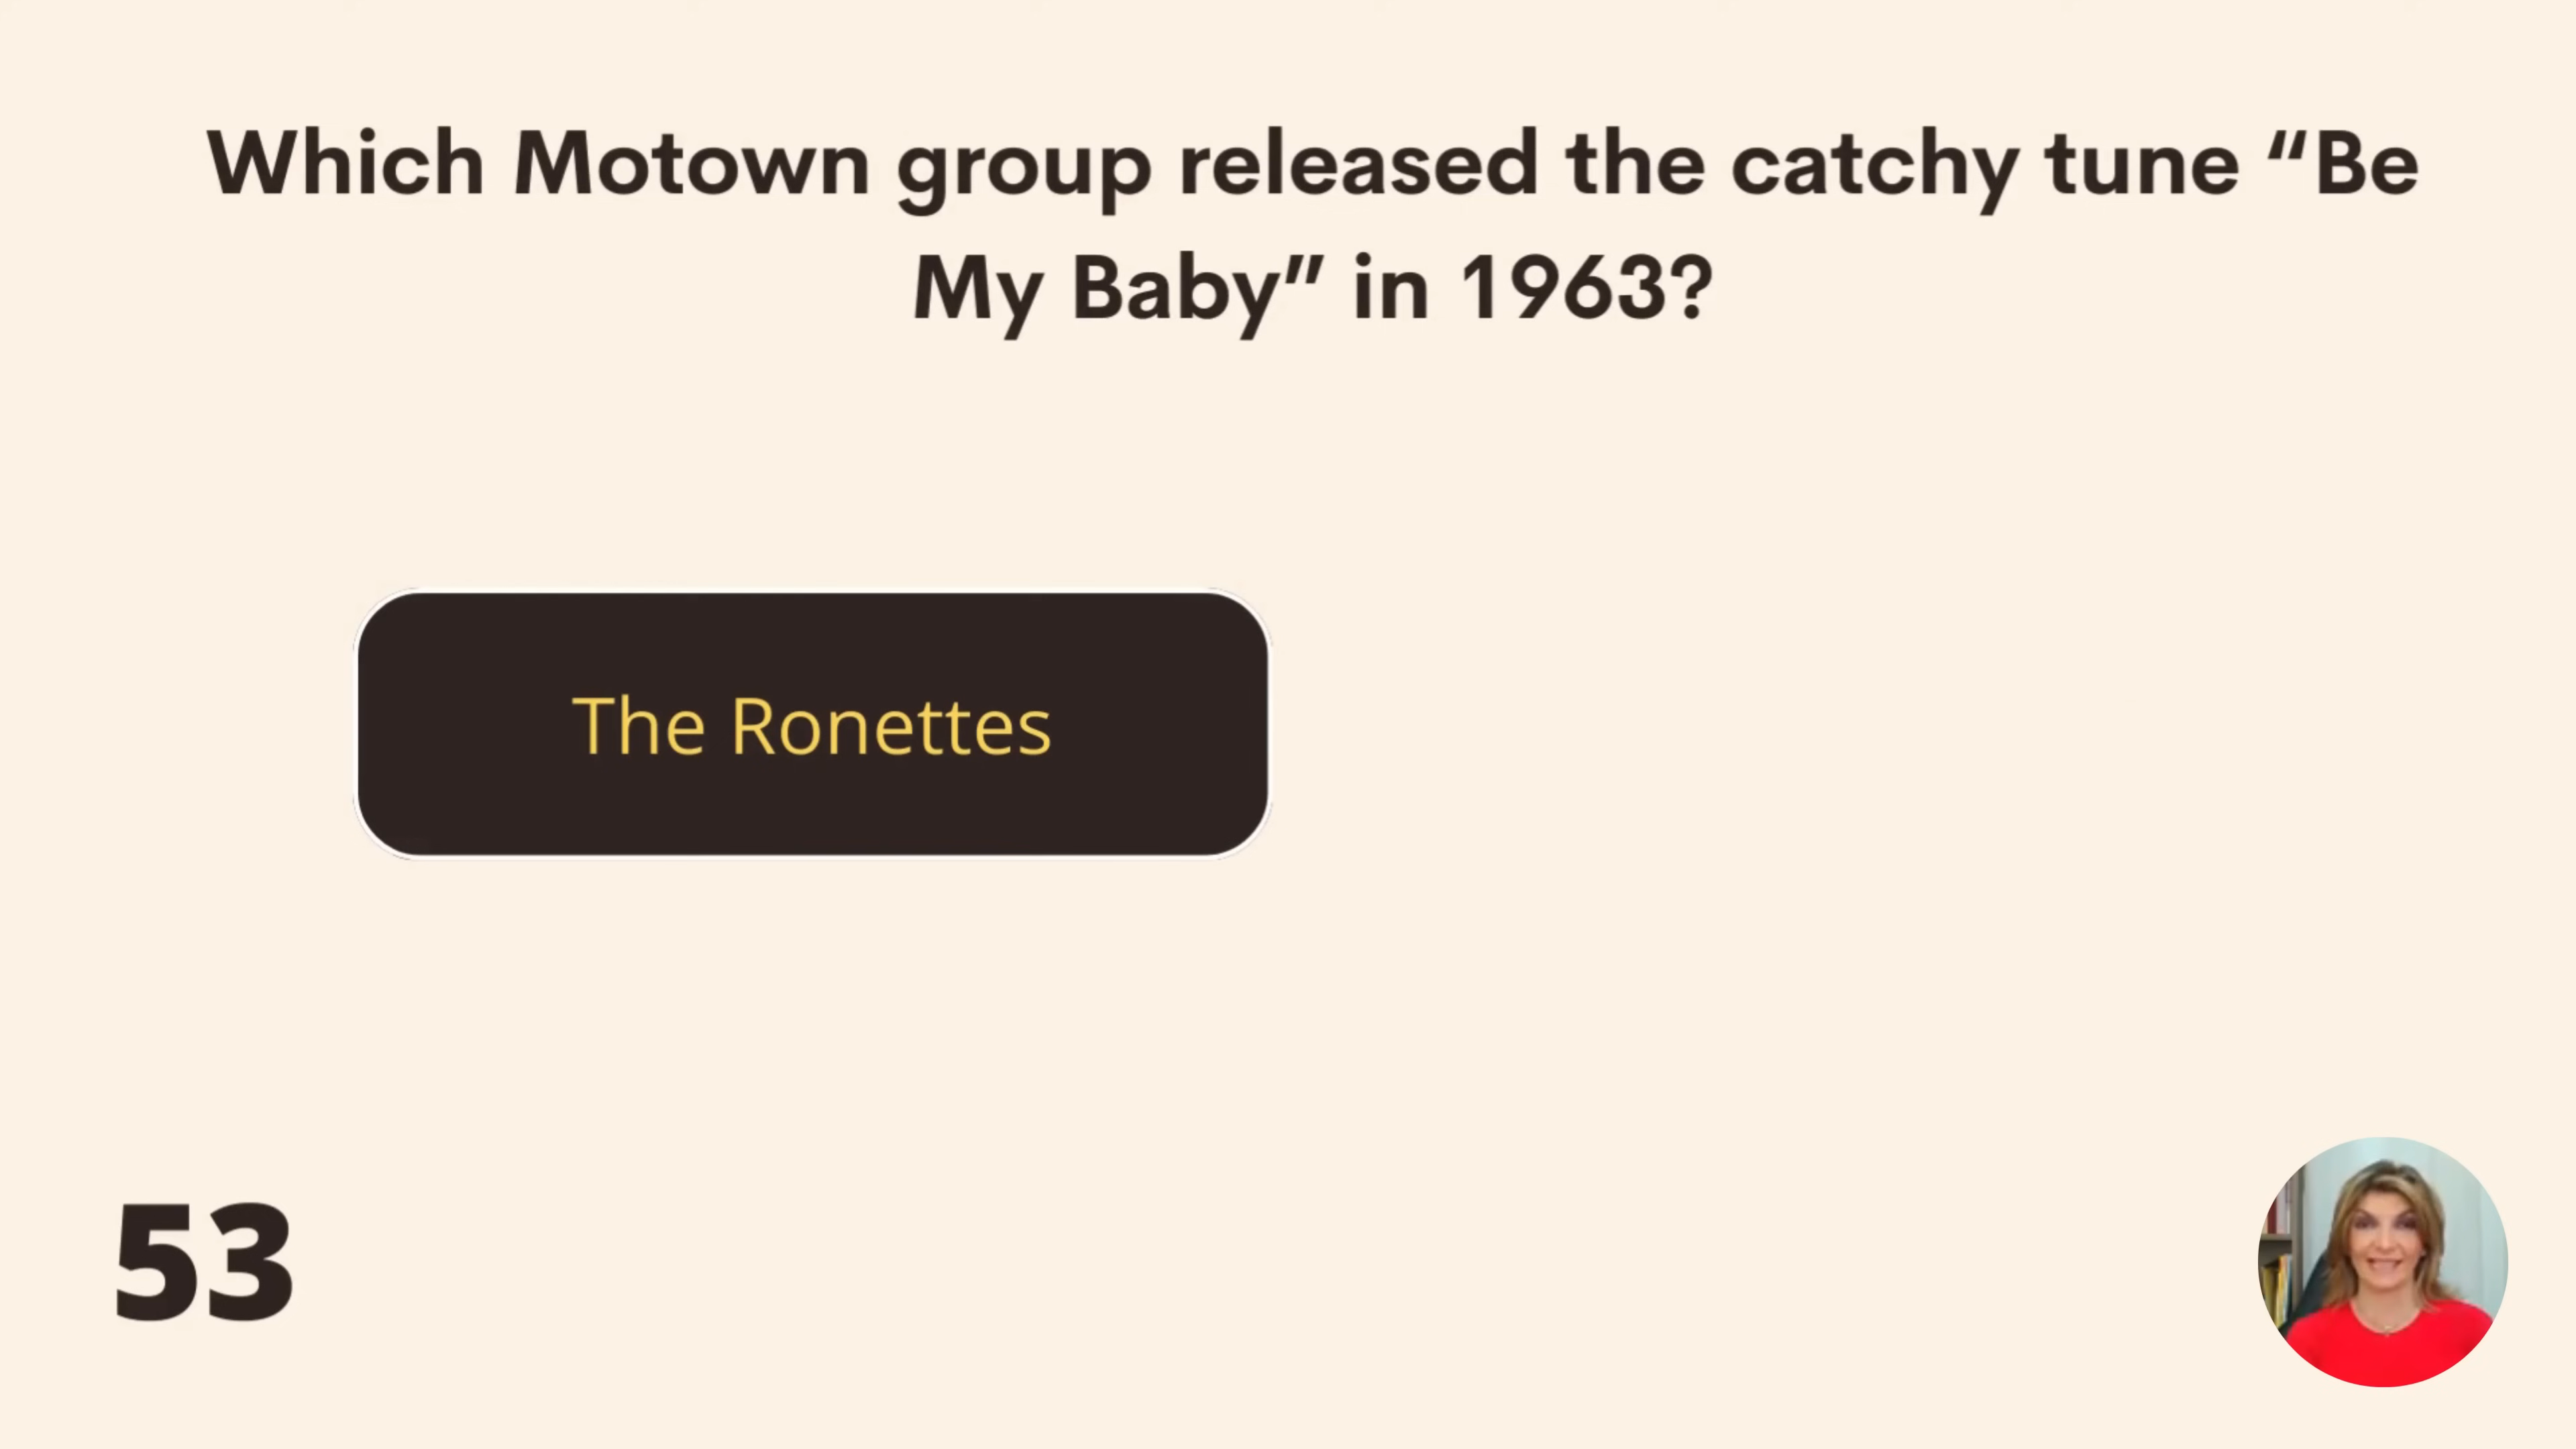 Which Motown group released the catchy tune “Be
My Baby” in 1963?
The Ronettes
53